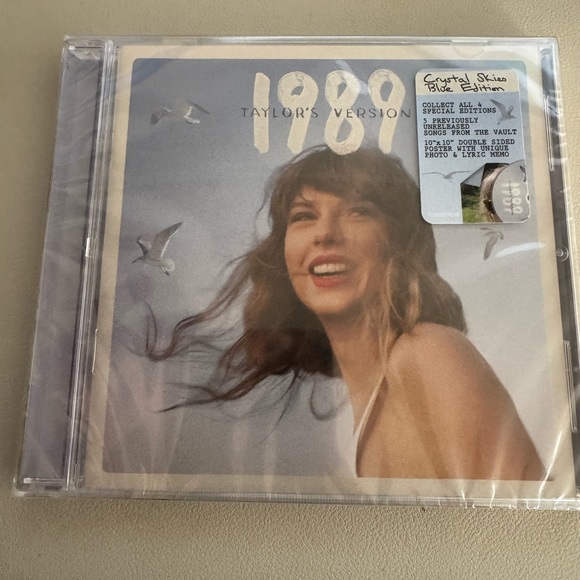 1989
TAYLOR'S VERSION
Crystal Skies
Blue Edition
COLLECT ALL 4
SPECIAL EDITIONS
5 PREVIOUSLY
UNRELEASED
SONGS FROM THE VAULT
10"x10" DOUBLE SIDED
POSTER WITH UNIQUE
PHOTO & LYRIC MEMO